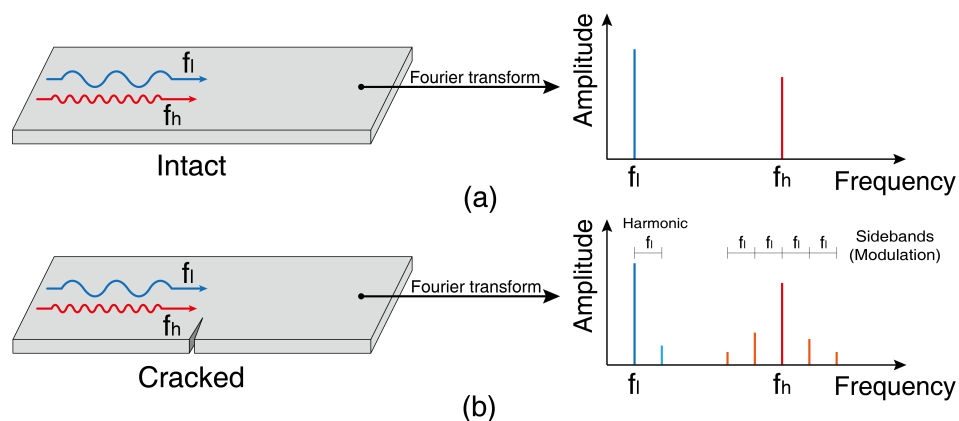 fl
fh
Intact
Fourier transform
Amplitude
fl
fh
Frequency
(a)
fl
fh
Cracked
Fourier transform
Amplitude
Harmonic
fl
fl
fl
fl
fl
Sidebands
(Modulation)
fl
fh
Frequency
(b)